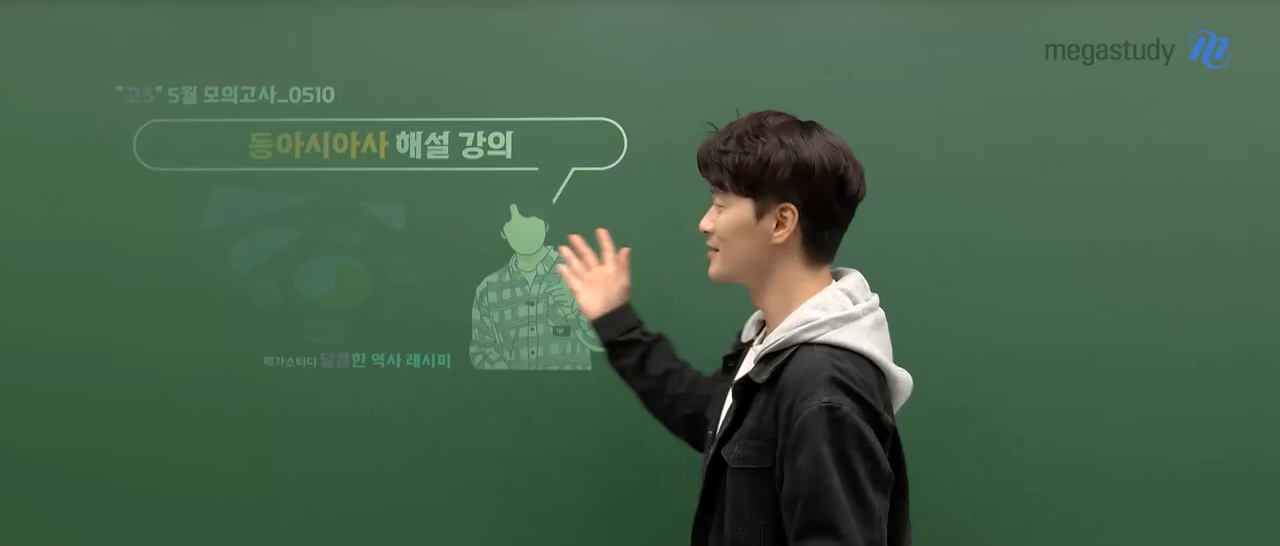 megastudy
"고3" 5월 모의고사_0510
동아시아사 해설 강의
메가스터디 달콤한 역사 레시피